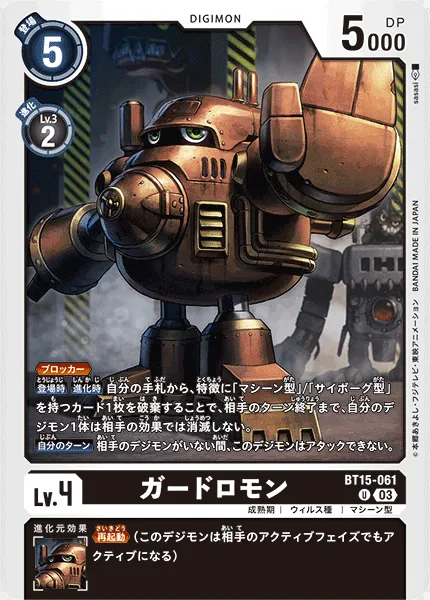 DIGIMON
登場
5
DP
5000
進化
Lv.3
2
sasasi
©本郷あきよし・フジテレビ・東映アニメーション BANDAI MADE IN JAPAN
ブロッカー
登場時 進化時 自分の手札から、特徴に「マシーン型」/「サイボーグ型」
を持つカード1枚を破棄することで、相手のターン終了まで、自分のデ
ジモン1体は相手の効果では消滅しない。
自分のターン 相手のデジモンがいない間、このデジモンはアタックできない。
Lv.4
ガードロモン
BT15-061
U 03
成熟期 | ウィルス種 | マシーン型
進化元効果
再起動 (このデジモンは相手のアクティブフェイズでもア
クティブになる)